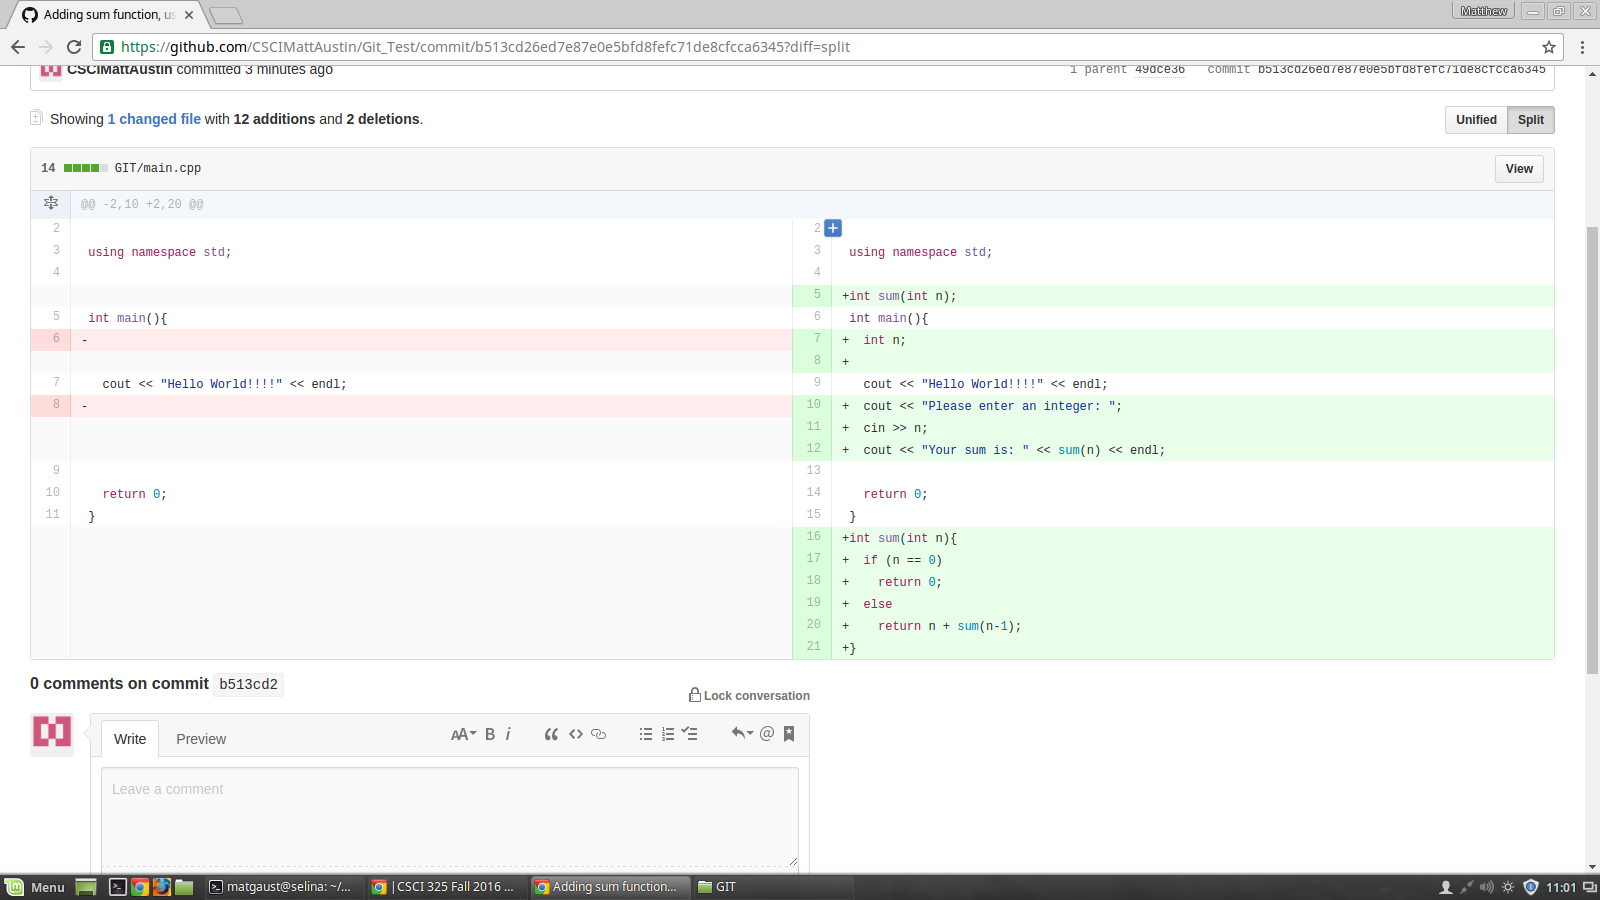 Adding sum function, us
Matthew
https://github.com/CSCIMattAustin/Git_Test/commit/b513cd26ed7e87e0e5bfd8fefc71de8cfcca6345?diff=split
CSCIMattAustin committed 3 minutes ago
1 parent 49dce36 commit b513cd26ed7e87e0e5bfd8fefc71de8cfcca6345
Showing 1 changed file with 12 additions and 2 deletions.
Unified Split
14 GIT/main.cpp
View
@@ -2,10 +2,20 @@
2 2 +
3 using namespace std; 3 using namespace std;
4 4
5 +int sum(int n);
5 int main(){ 6 int main(){
6 - 7 + int n;
8 +
7 cout << "Hello World!!!!" << endl; 9 cout << "Hello World!!!!" << endl;
8 - 10 + cout << "Please enter an integer: ";
11 + cin >> n;
12 + cout << "Your sum is: " << sum(n) << endl;
9 13
10 return 0; 14 return 0;
11 } 15 }
16 +int sum(int n){
17 + if (n == 0)
18 + return 0;
19 + else
20 + return n + sum(n-1);
21 +}
0 comments on commit b513cd2
Lock conversation
Write Preview
AA B i
Leave a comment
Menu matgaust@selina: ~/... |CSCI 325 Fall 2016 ... Adding sum function... GIT 11:01